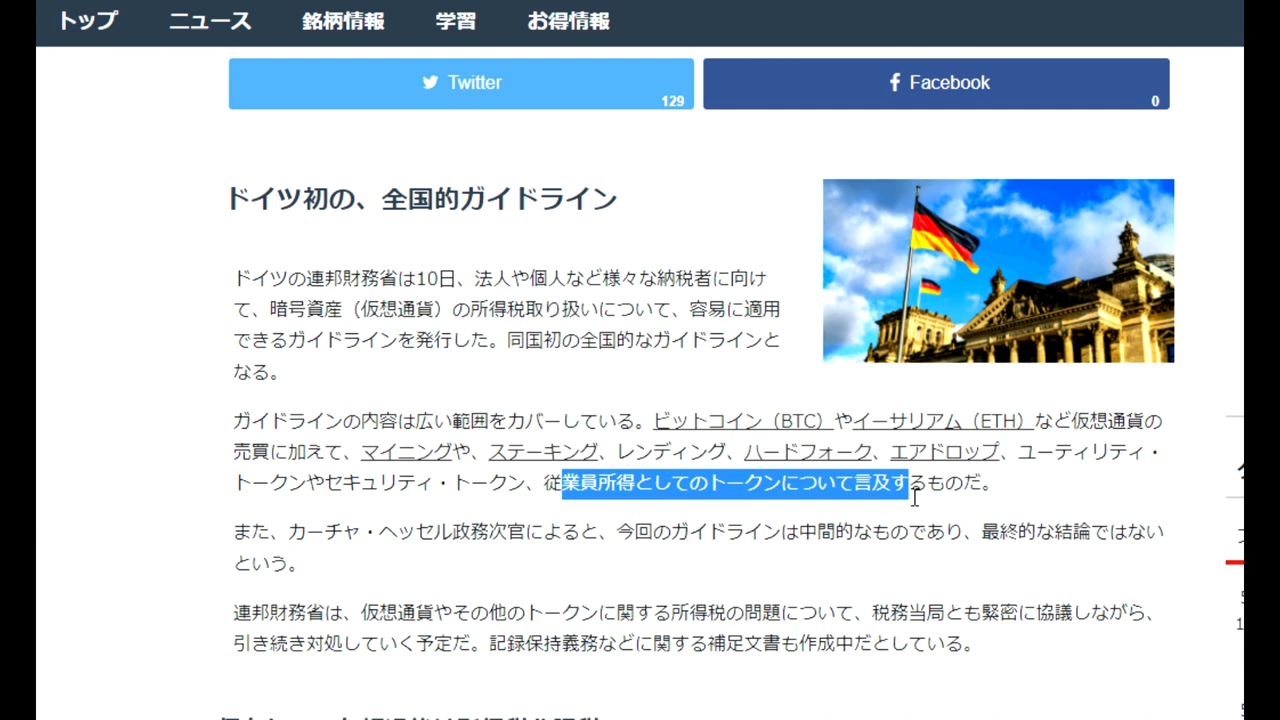 トップ ニュース 銘柄情報 学習 お得情報
Twitter 129 Facebook 0
ドイツ初の、全国的ガイドライン
ドイツの連邦財務省は10日、法人や個人など様々な納税者に向け
て、暗号資産（仮想通貨）の所得税取り扱いについて、容易に適用
できるガイドラインを発行した。同国初の全国的なガイドラインと
なる。
ガイドラインの内容は広い範囲をカバーしている。ビットコイン（BTC）やイーサリアム（ETH）など仮想通貨の
売買に加えて、マイニングや、ステーキング、レンディング、ハードフォーク、エアドロップ、ユーティリティ・
トークンやセキュリティ・トークン、従業員所得としてのトークンについて言及するものだ。
また、カーチャ・ヘッセル政務次官によると、今回のガイドラインは中間的なものであり、最終的な結論ではない
という。
連邦財務省は、仮想通貨やその他のトークンに関する所得税の問題について、税務当局とも緊密に協議しながら、
引き続き対処していく予定だ。記録保持義務などに関する補足文書も作成中だとしている。